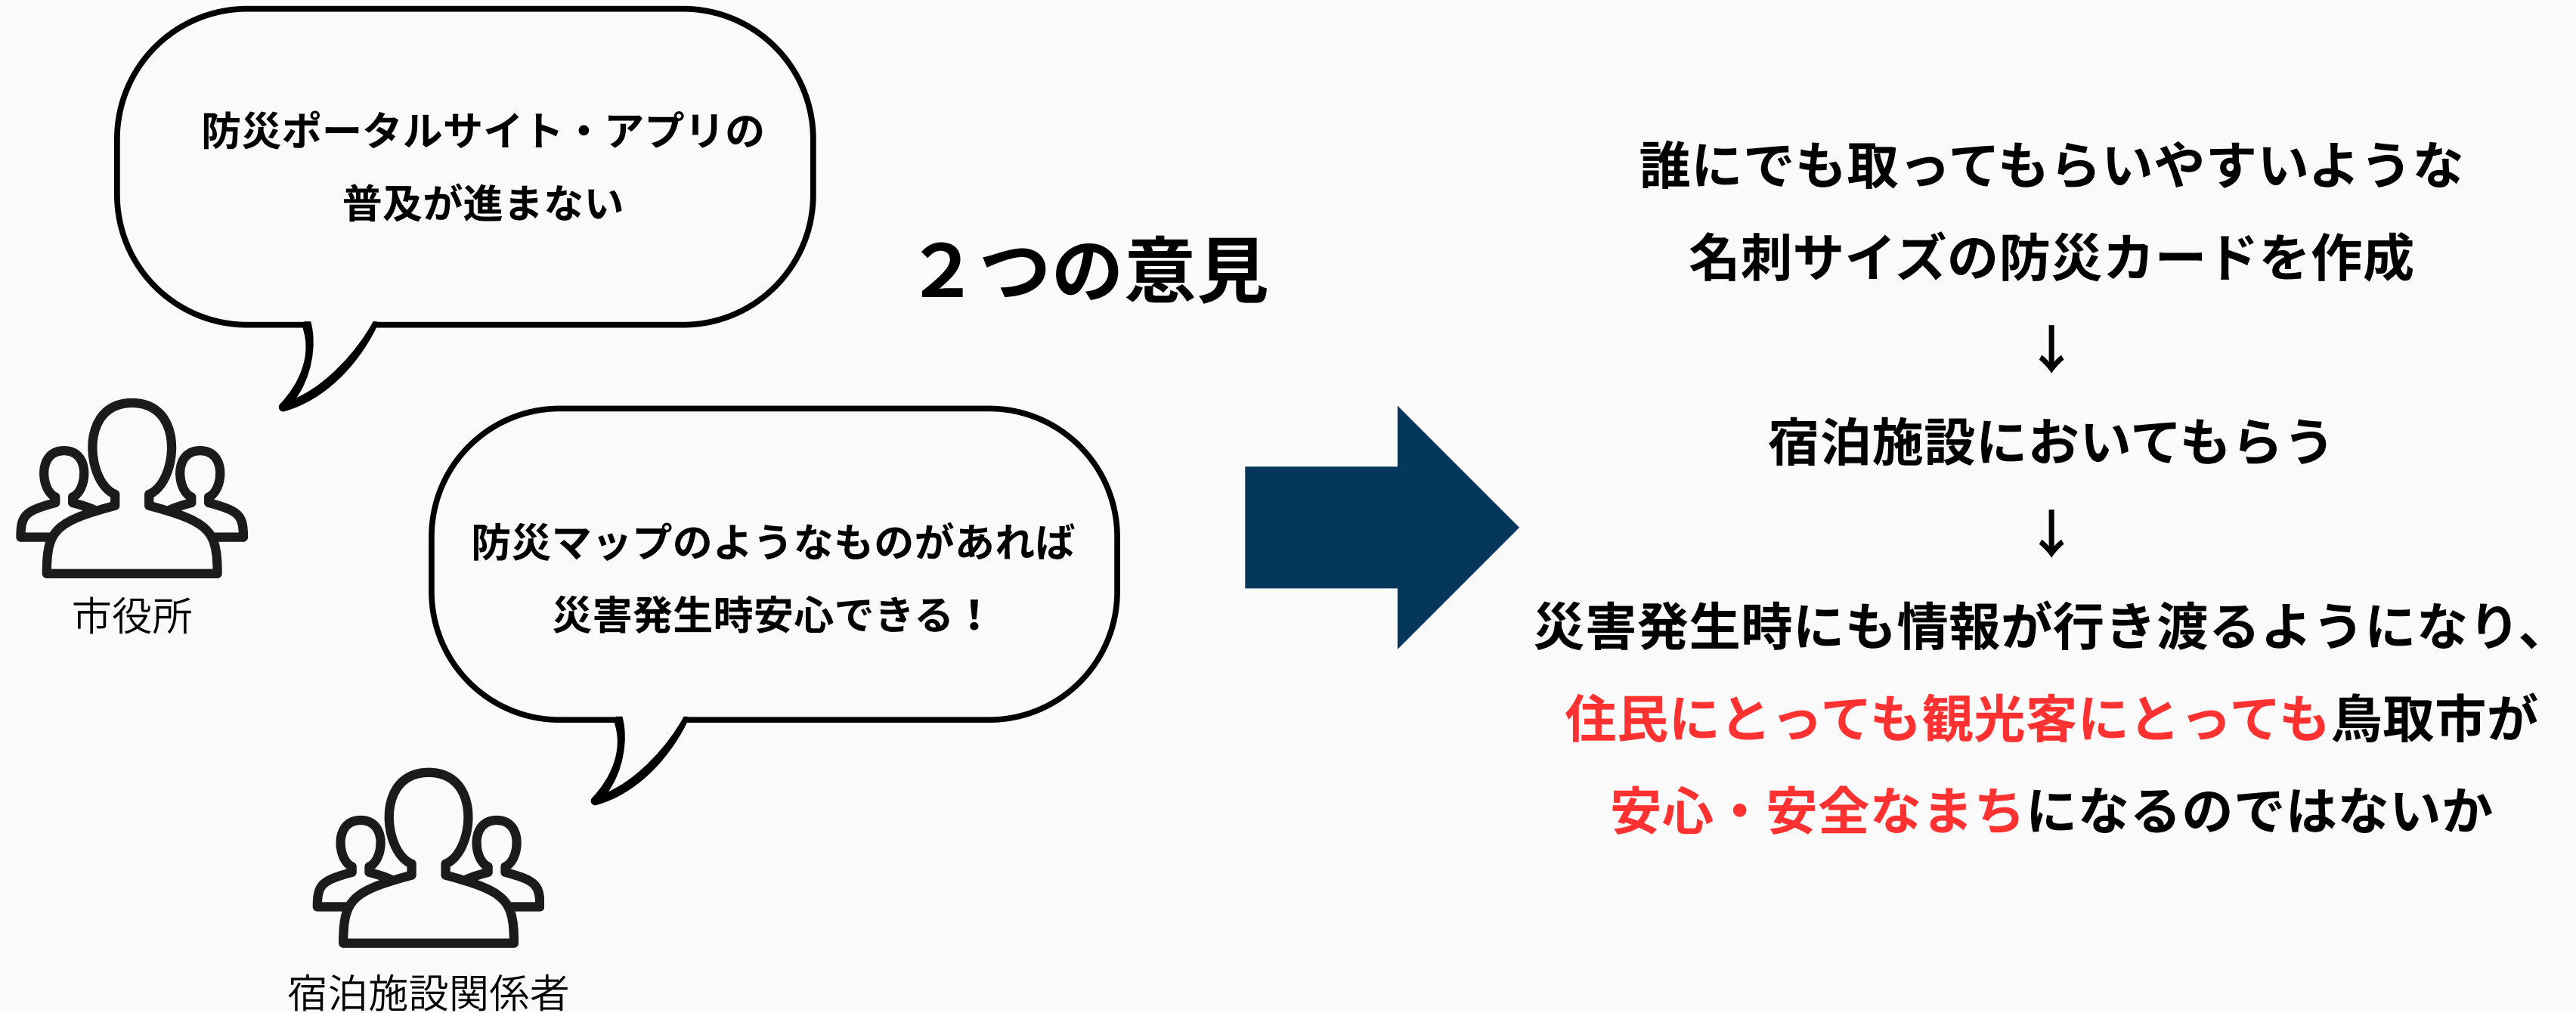 防災ポータルサイト・アプリの
普及が進まない
市役所
２つの意見
防災マップのようなものがあれば
災害発生時安心できる！
宿泊施設関係者
誰にでも取ってもらいやすいような
名刺サイズの防災カードを作成
↓
宿泊施設においてもらう
↓
災害発生時にも情報が行き渡るようになり、
住民にとっても観光客にとっても鳥取市が
安心・安全なまちになるのではないか